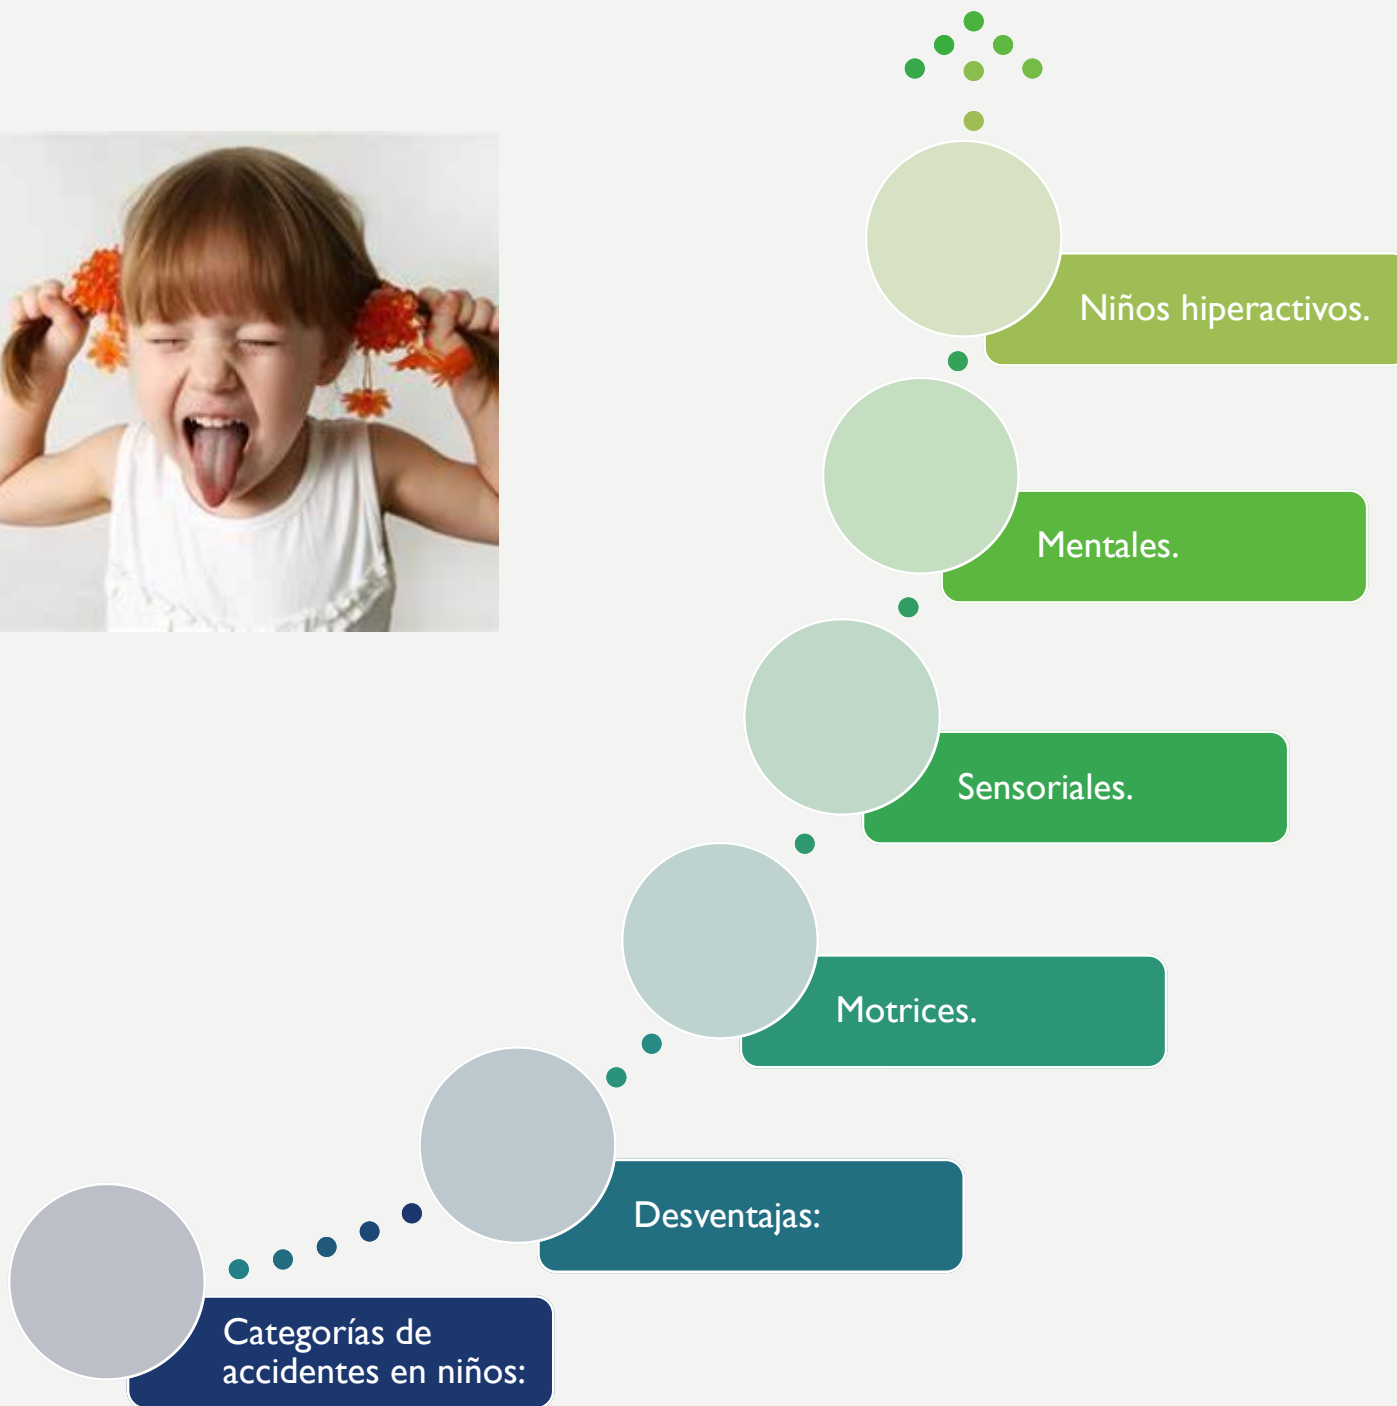 Niños hiperactivos.
Mentales.
Sensoriales.
Motrices.
Desventajas:
Categorías de
accidentes en niños: